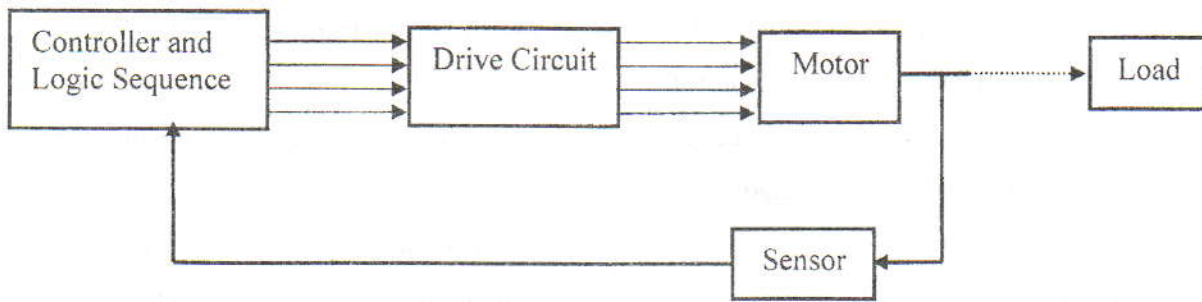 Controller and
Logic Sequence
Drive Circuit
Motor
Load
Sensor